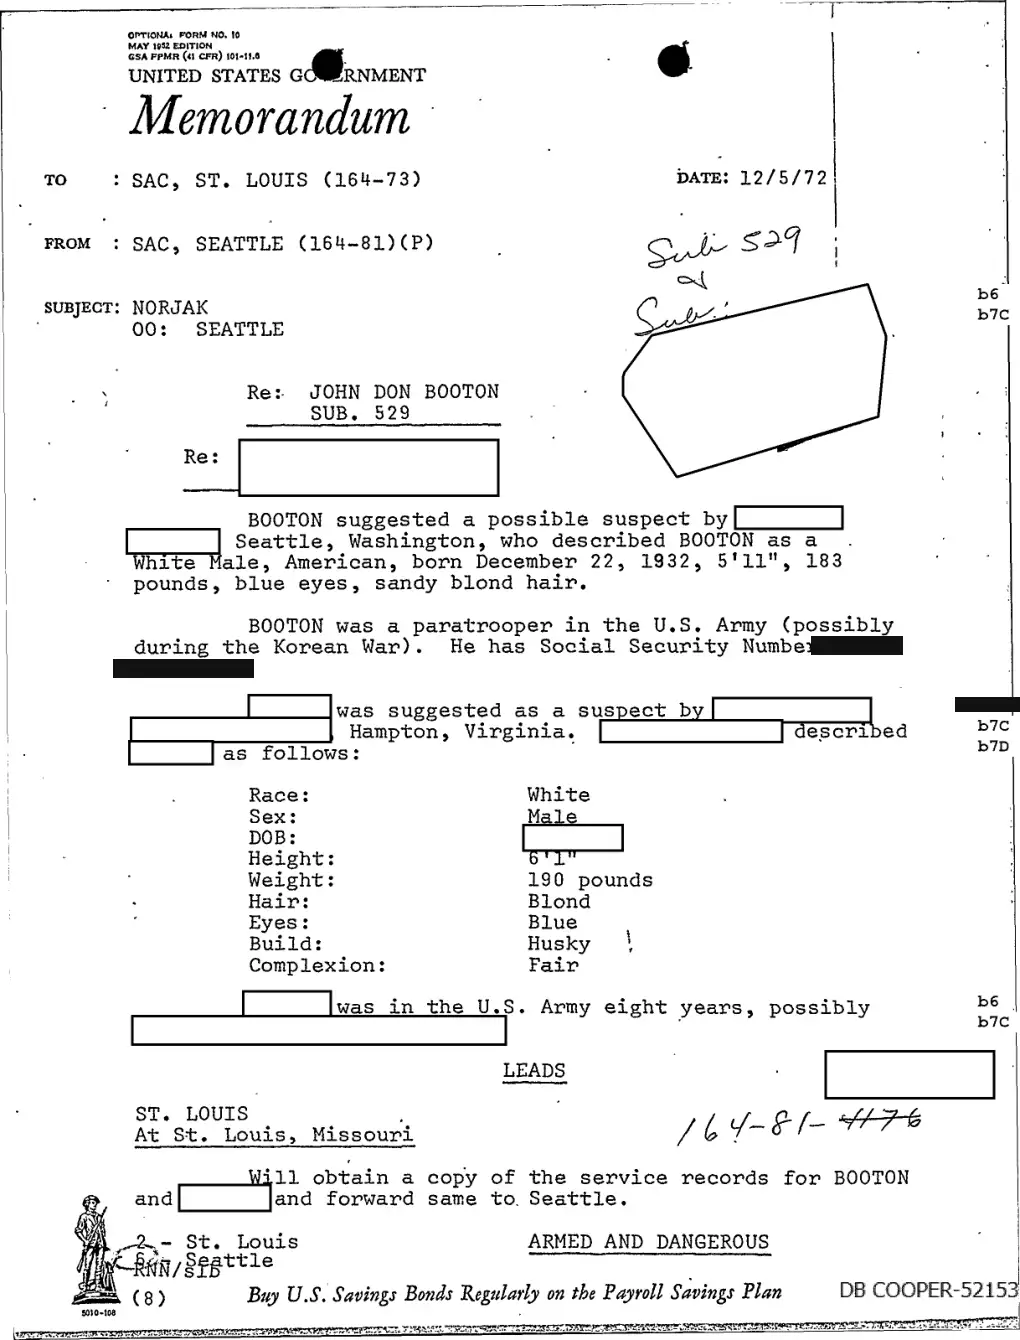 OPTIONAL FORM NO. 10
MAY 1952 EDITION
GSA FPMR (41 CFR) 101-11.6
UNITED STATES GOVERNMENT
Memorandum
TO : SAC, ST. LOUIS (164-73) DATE: 12/5/72
FROM : SAC, SEATTLE (164-81)(P)
Sub 529
&
Sub.
SUBJECT: NORJAK
OO: SEATTLE
b6
b7C
Re: JOHN DON BOOTON
SUB. 529
Re:
BOOTON suggested a possible suspect by
Seattle, Washington, who described BOOTON as a
White Male, American, born December 22, 1932, 5'11", 183
pounds, blue eyes, sandy blond hair.
BOOTON was a paratrooper in the U.S. Army (possibly
during the Korean War). He has Social Security Number
was suggested as a suspect by
, Hampton, Virginia. described
as follows:
b7C
b7D
Race: White
Sex: Male
DOB:
Height: 6'1"
Weight: 190 pounds
Hair: Blond
Eyes: Blue
Build: Husky
Complexion: Fair
was in the U.S. Army eight years, possibly
b6
b7C
LEADS
ST. LOUIS
At St. Louis, Missouri
164-81-4176
Will obtain a copy of the service records for BOOTON
and and forward same to Seattle.
2 - St. Louis ARMED AND DANGEROUS
6 - Seattle
RNN/slb
(8)
5010-108
Buy U.S. Savings Bonds Regularly on the Payroll Savings Plan
DB COOPER-52153